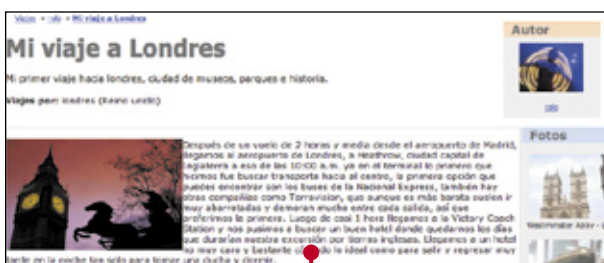 Viajes » rafa » Mi viaje a Londres
Mi viaje a Londres
Mi primer viaje hacia londres, ciudad de museos, parques e historia.
Viajes por: londres (Reino unido)
Después de un vuelo de 2 horas y media desde el aeropuerto de Madrid,
llegamos al aeropuerto de Londres, a Heathrow, ciudad capital de
Inglaterra a eso de las 10:00 a.m. ya en el terminal lo primero que
hicimos fue buscar transporte hacia el centro, la primera opción que
puedes encontrar son los buses de la Nacional Express, también hay
otras compañías como Terravision, que aunque es más barata suelen ir
muy abarrotadas y demoran mucho entre cada salida, así que
preferimos la primera. Luego de casi 1 hora llegamos a la Victory Coach
Station y nos pusimos a buscar un buen hotel donde quedarnos los días
que durarían nuestra excursión por tierras inglesas. Llegamos a un hotel
no muy caro y bastante lo ideal como para salir y regresar muy
tarde en la noche tan solo para tomar una ducha y dormir.
Autor
rafa
Fotos
Westminster Abbey - L